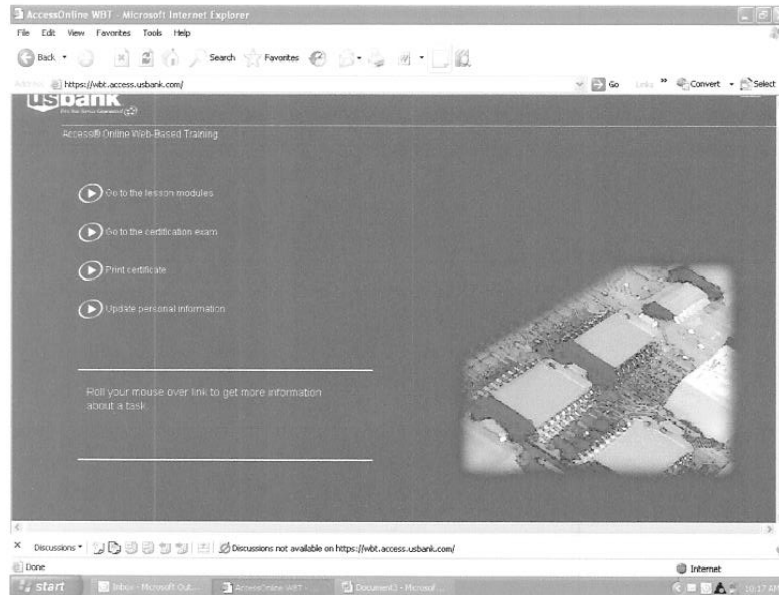 AccessOnline WBT - Microsoft Internet Explorer
File Edit View Favorites Tools Help
Back Search Favorites
https://wbt.access.usbank.com/ Go Links » Convert Select
usbank
Access® Online Web-Based Training
Go to the lesson modules
Go to the certification exam
Print certificate
Update personal information
Roll your mouse over link to get more information
about a task.
Discussions Discussions not available on https://wbt.access.usbank.com/
Done Internet
start Inbox - Microsoft Out... AccessOnline WBT - ... Document3 - Microsof... 10:17 AM